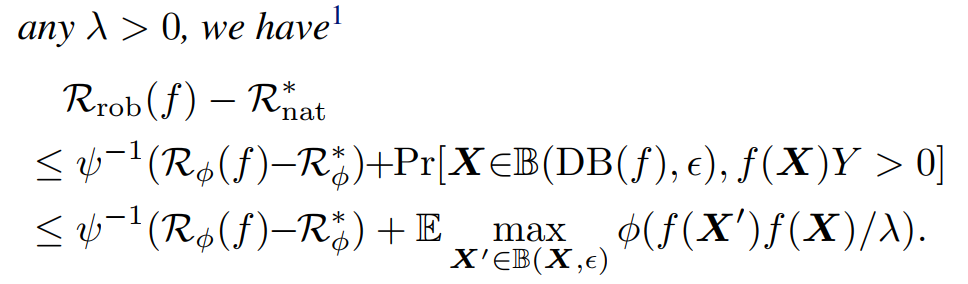 any λ > 0, we have¹
ℛ_rob(f) − ℛ*_nat
≤ ψ⁻¹(ℛ_ϕ(f)−ℛ*_ϕ)+Pr[𝑿∈𝔹(DB(f), ϵ), f(𝑿)Y > 0]
≤ ψ⁻¹(ℛ_ϕ(f)−ℛ*_ϕ) + 𝔼 max_{𝑿′∈𝔹(𝑿,ϵ)} ϕ(f(𝑿′)f(𝑿)/λ).